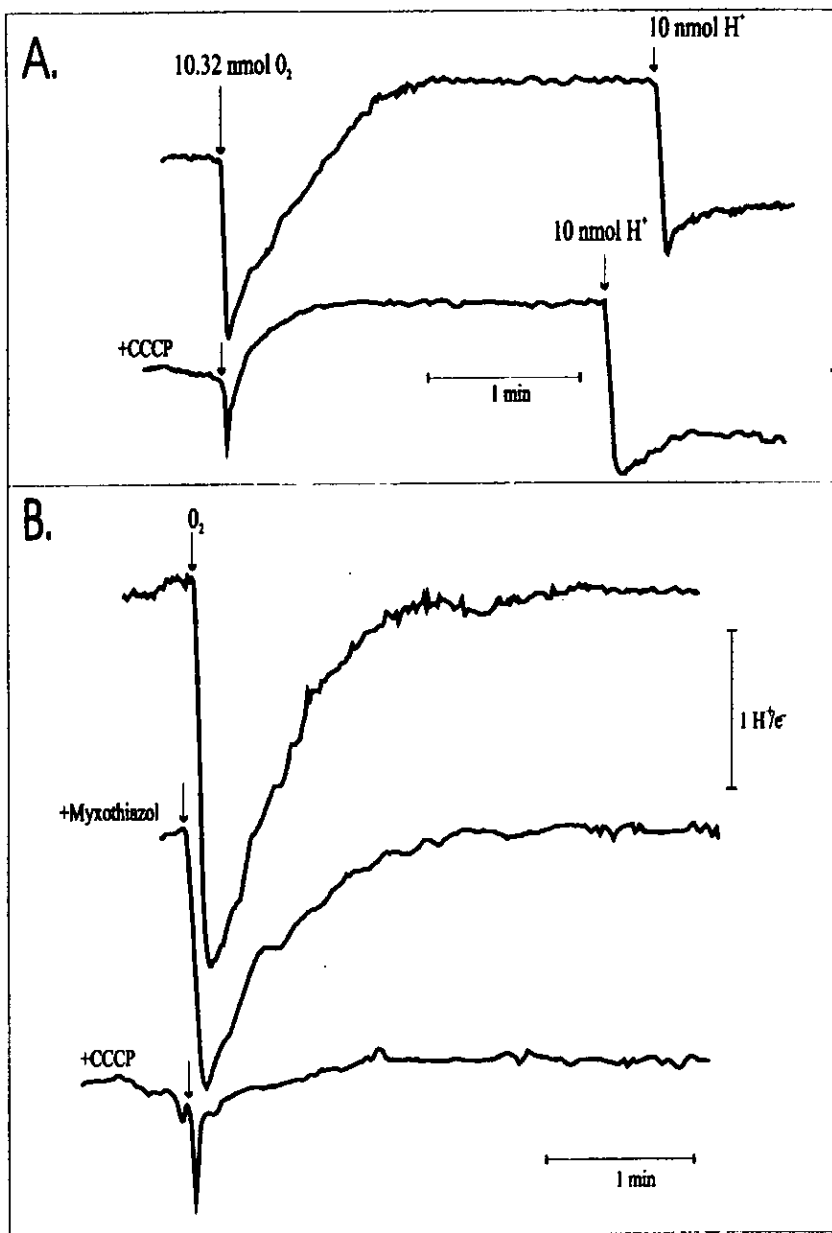 A.
10.32 nmol O₂
10 nmol H⁺
10 nmol H⁺
+CCCP
1 min
B.
O₂
1 H⁺/e⁻
+Myxothiazol
+CCCP
1 min